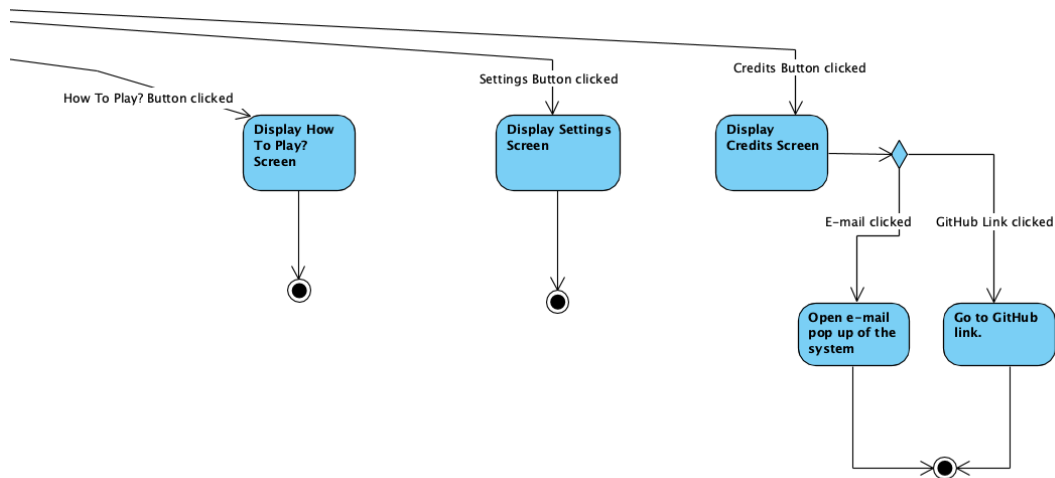 Credits Button clicked
Settings Button clicked
How To Play? Button clicked
Display How
To Play?
Screen
Display Settings
Screen
Display
Credits Screen
E-mail clicked
GitHub Link clicked
Open e-mail
pop up of the
system
Go to GitHub
link.